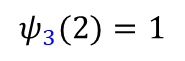 ψ₃(2) = 1